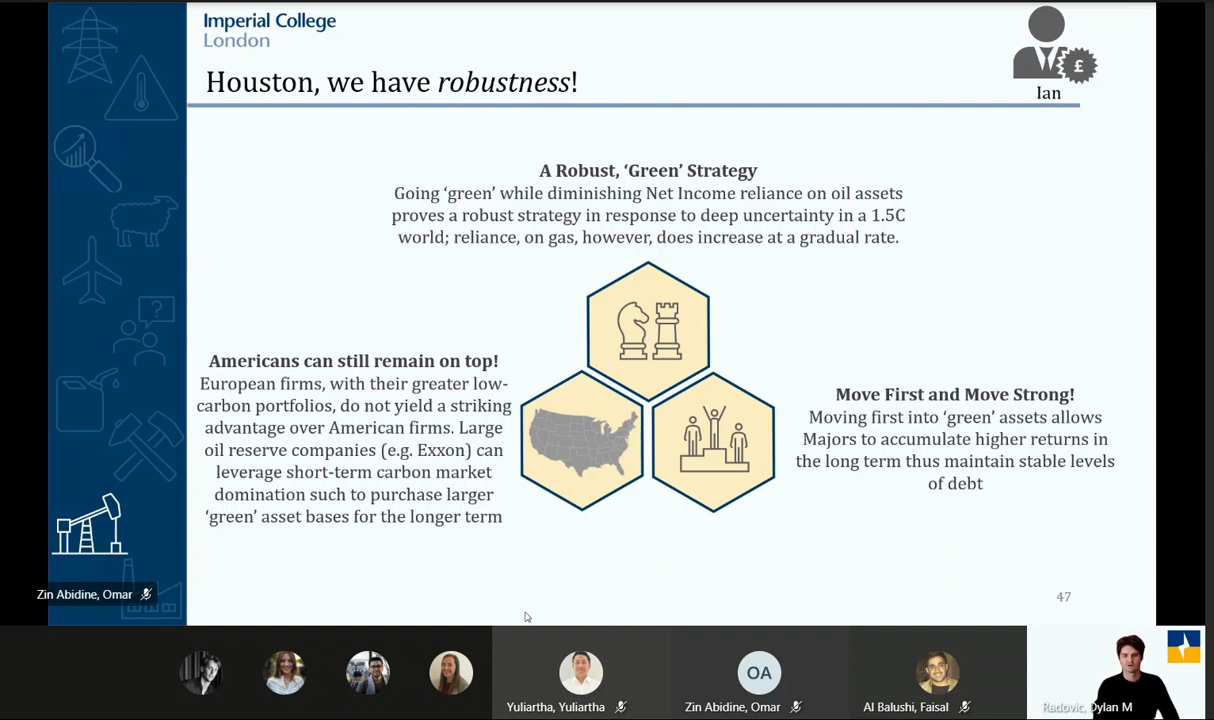 Imperial College
London
Houston, we have robustness!
£
Ian
A Robust, ‘Green’ Strategy
Going ‘green’ while diminishing Net Income reliance on oil assets
proves a robust strategy in response to deep uncertainty in a 1.5C
world; reliance, on gas, however, does increase at a gradual rate.
Americans can still remain on top!
European firms, with their greater low-
carbon portfolios, do not yield a striking
advantage over American firms. Large
oil reserve companies (e.g. Exxon) can
leverage short-term carbon market
domination such to purchase larger
‘green’ asset bases for the longer term
Move First and Move Strong!
Moving first into ‘green’ assets allows
Majors to accumulate higher returns in
the long term thus maintain stable levels
of debt
?
47
Zin Abidine, Omar
OA
Yuliartha, Yuliartha
Zin Abidine, Omar
Al Balushi, Faisal
Radovic, Dylan M